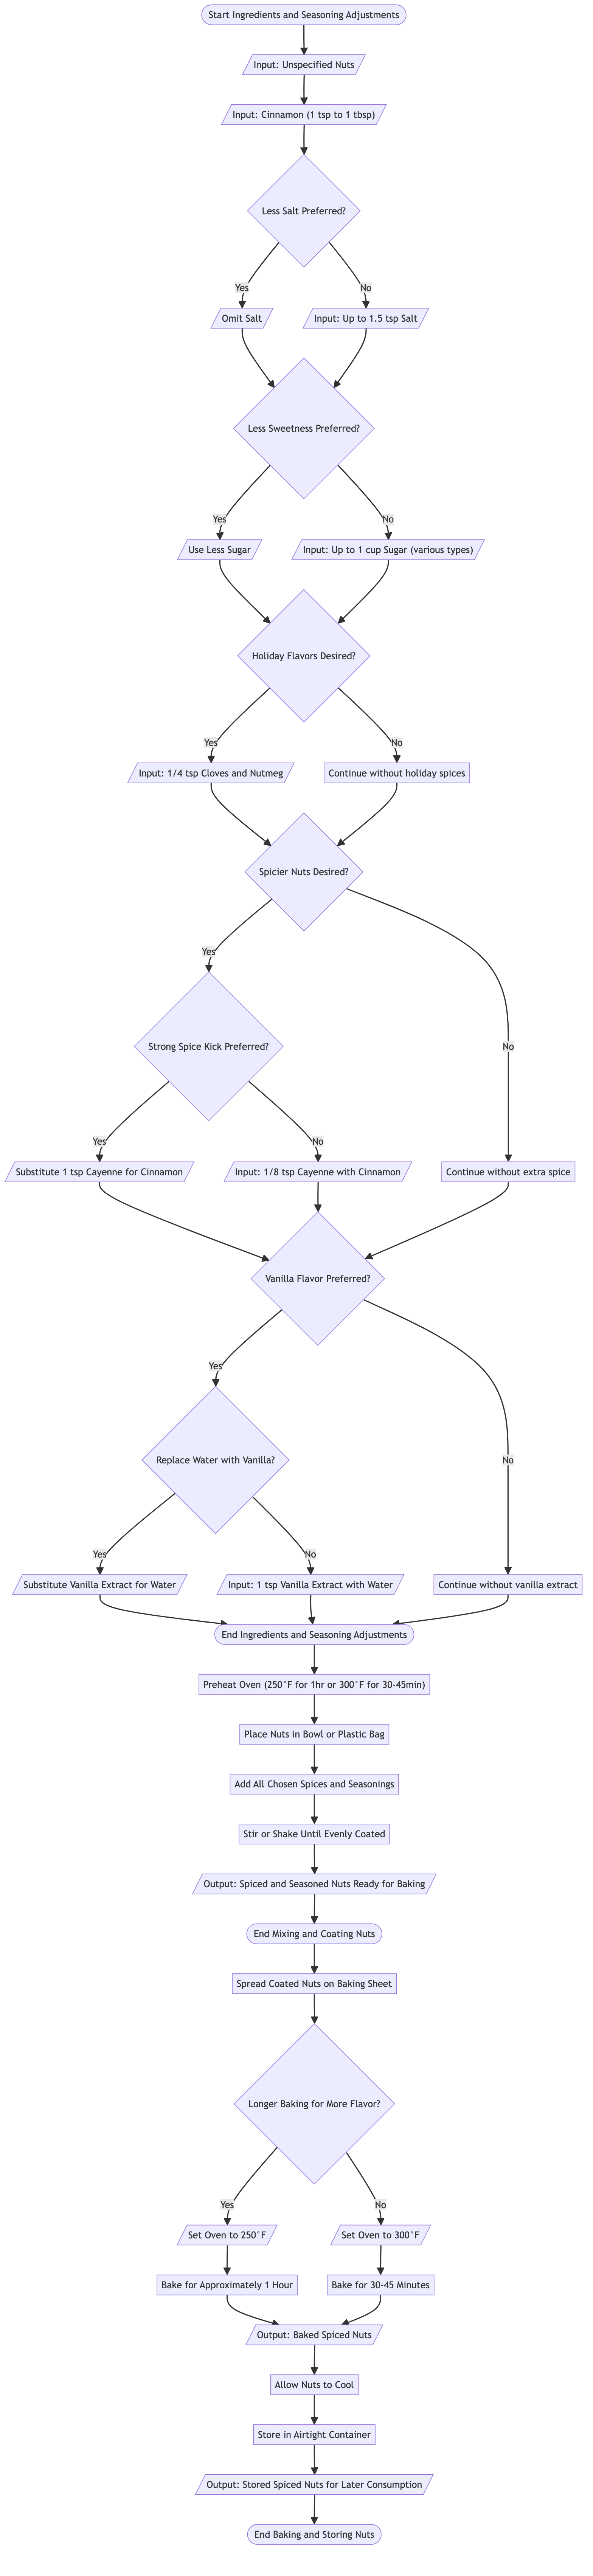 Start Ingredients and Seasoning Adjustments
Input: Unspecified Nuts
Input: Cinnamon (1 tsp to 1 tbsp)
Less Salt Preferred?
Yes
No
Omit Salt
Input: Up to 1.5 tsp Salt
Less Sweetness Preferred?
Yes
No
Use Less Sugar
Input: Up to 1 cup Sugar (various types)
Holiday Flavors Desired?
Yes
No
Input: 1/4 tsp Cloves and Nutmeg
Continue without holiday spices
Spicier Nuts Desired?
Yes
Strong Spice Kick Preferred?
No
Yes
No
Substitute 1 tsp Cayenne for Cinnamon
Input: 1/8 tsp Cayenne with Cinnamon
Continue without extra spice
Vanilla Flavor Preferred?
Yes
Replace Water with Vanilla?
No
Yes
No
Substitute Vanilla Extract for Water
Input: 1 tsp Vanilla Extract with Water
Continue without vanilla extract
End Ingredients and Seasoning Adjustments
Preheat Oven (250°F for 1hr or 300°F for 30-45min)
Place Nuts in Bowl or Plastic Bag
Add All Chosen Spices and Seasonings
Stir or Shake Until Evenly Coated
Output: Spiced and Seasoned Nuts Ready for Baking
End Mixing and Coating Nuts
Spread Coated Nuts on Baking Sheet
Longer Baking for More Flavor?
Yes
No
Set Oven to 250°F
Set Oven to 300°F
Bake for Approximately 1 Hour
Bake for 30-45 Minutes
Output: Baked Spiced Nuts
Allow Nuts to Cool
Store in Airtight Container
Output: Stored Spiced Nuts for Later Consumption
End Baking and Storing Nuts